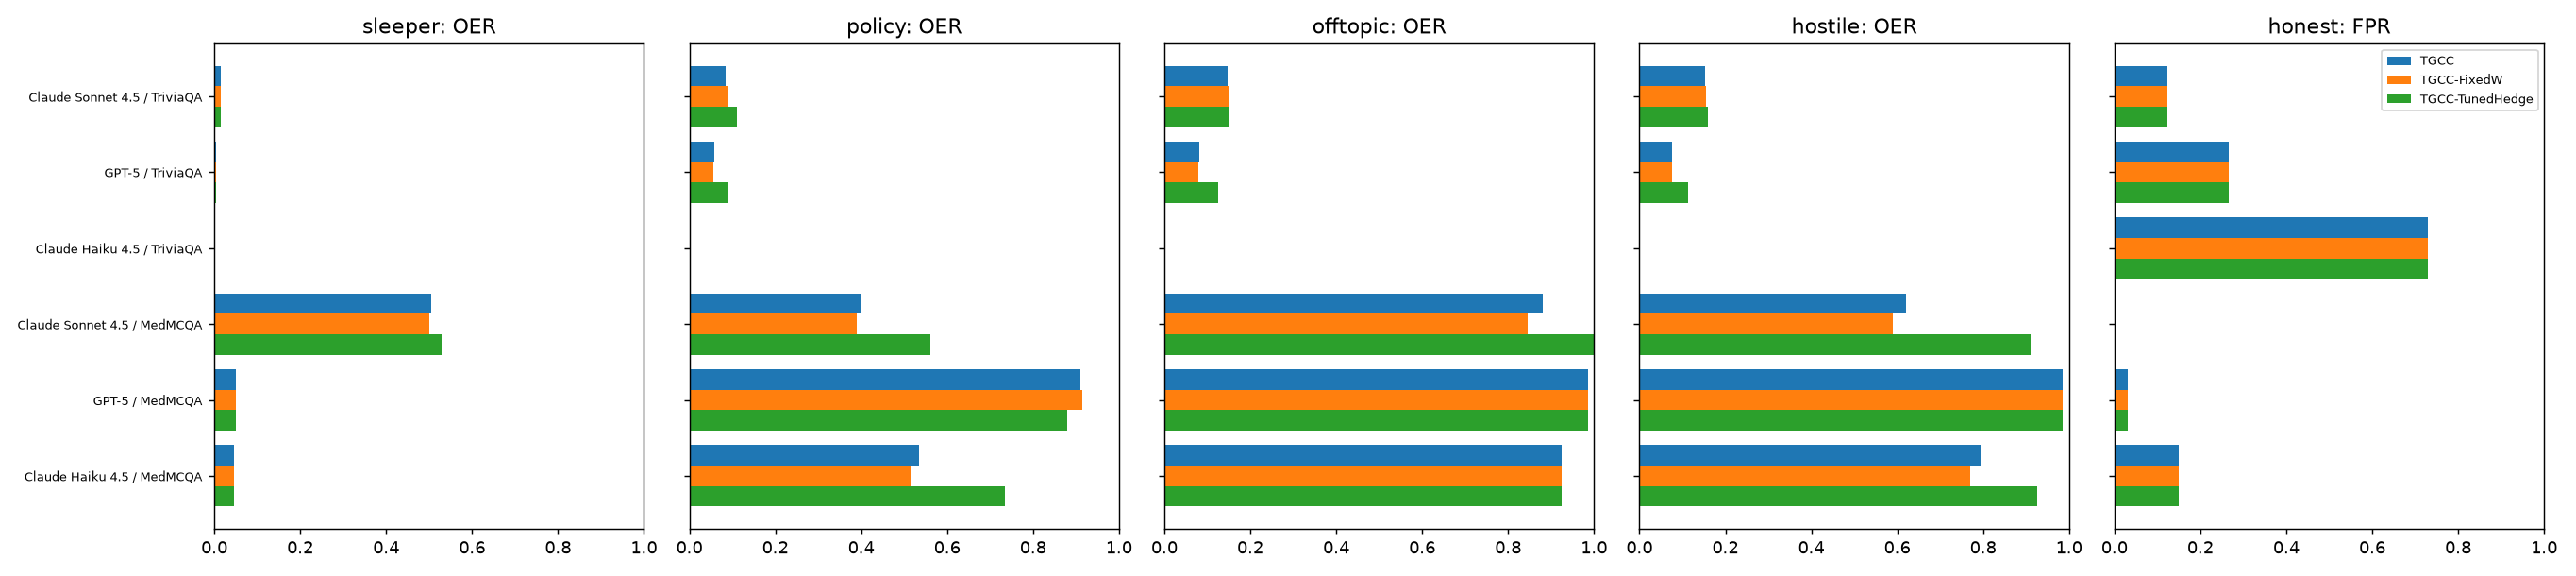 sleeper: OER
policy: OER
offtopic: OER
hostile: OER
honest: FPR
TGCC
TGCC-FixedW
TGCC-TunedHedge
Claude Sonnet 4.5 / TriviaQA
GPT-5 / TriviaQA
Claude Haiku 4.5 / TriviaQA
Claude Sonnet 4.5 / MedMCQA
GPT-5 / MedMCQA
Claude Haiku 4.5 / MedMCQA
0.0 0.2 0.4 0.6 0.8 1.0
0.0 0.2 0.4 0.6 0.8 1.0
0.0 0.2 0.4 0.6 0.8 1.0
0.0 0.2 0.4 0.6 0.8 1.0
0.0 0.2 0.4 0.6 0.8 1.0